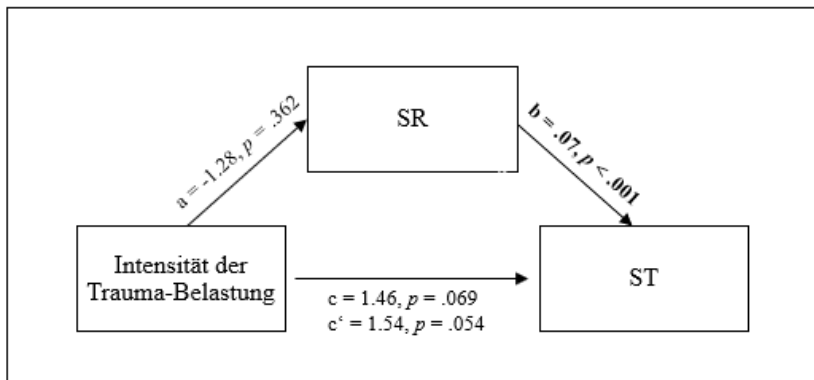 SR
a = -1.28, p = .362
b = .07, p < .001
Intensität der
Trauma-Belastung
ST
c = 1.46, p = .069
c‘ = 1.54, p = .054